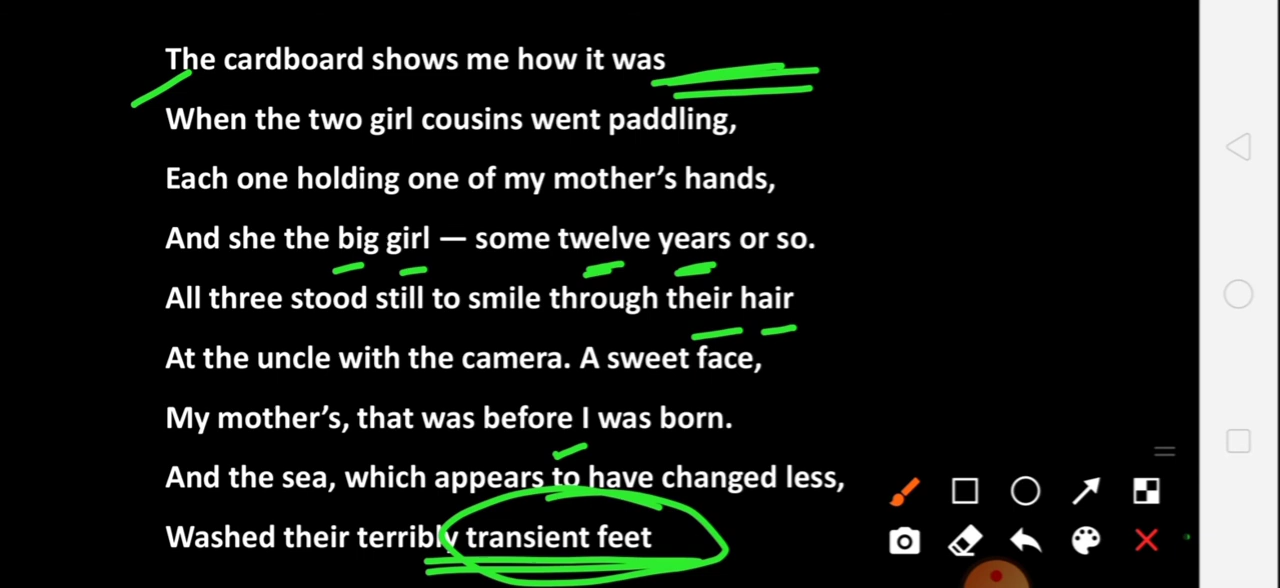 The cardboard shows me how it was
When the two girl cousins went paddling,
Each one holding one of my mother’s hands,
And she the big girl — some twelve years or so.
All three stood still to smile through their hair
At the uncle with the camera. A sweet face,
My mother’s, that was before I was born.
And the sea, which appears to have changed less,
Washed their terribly transient feet